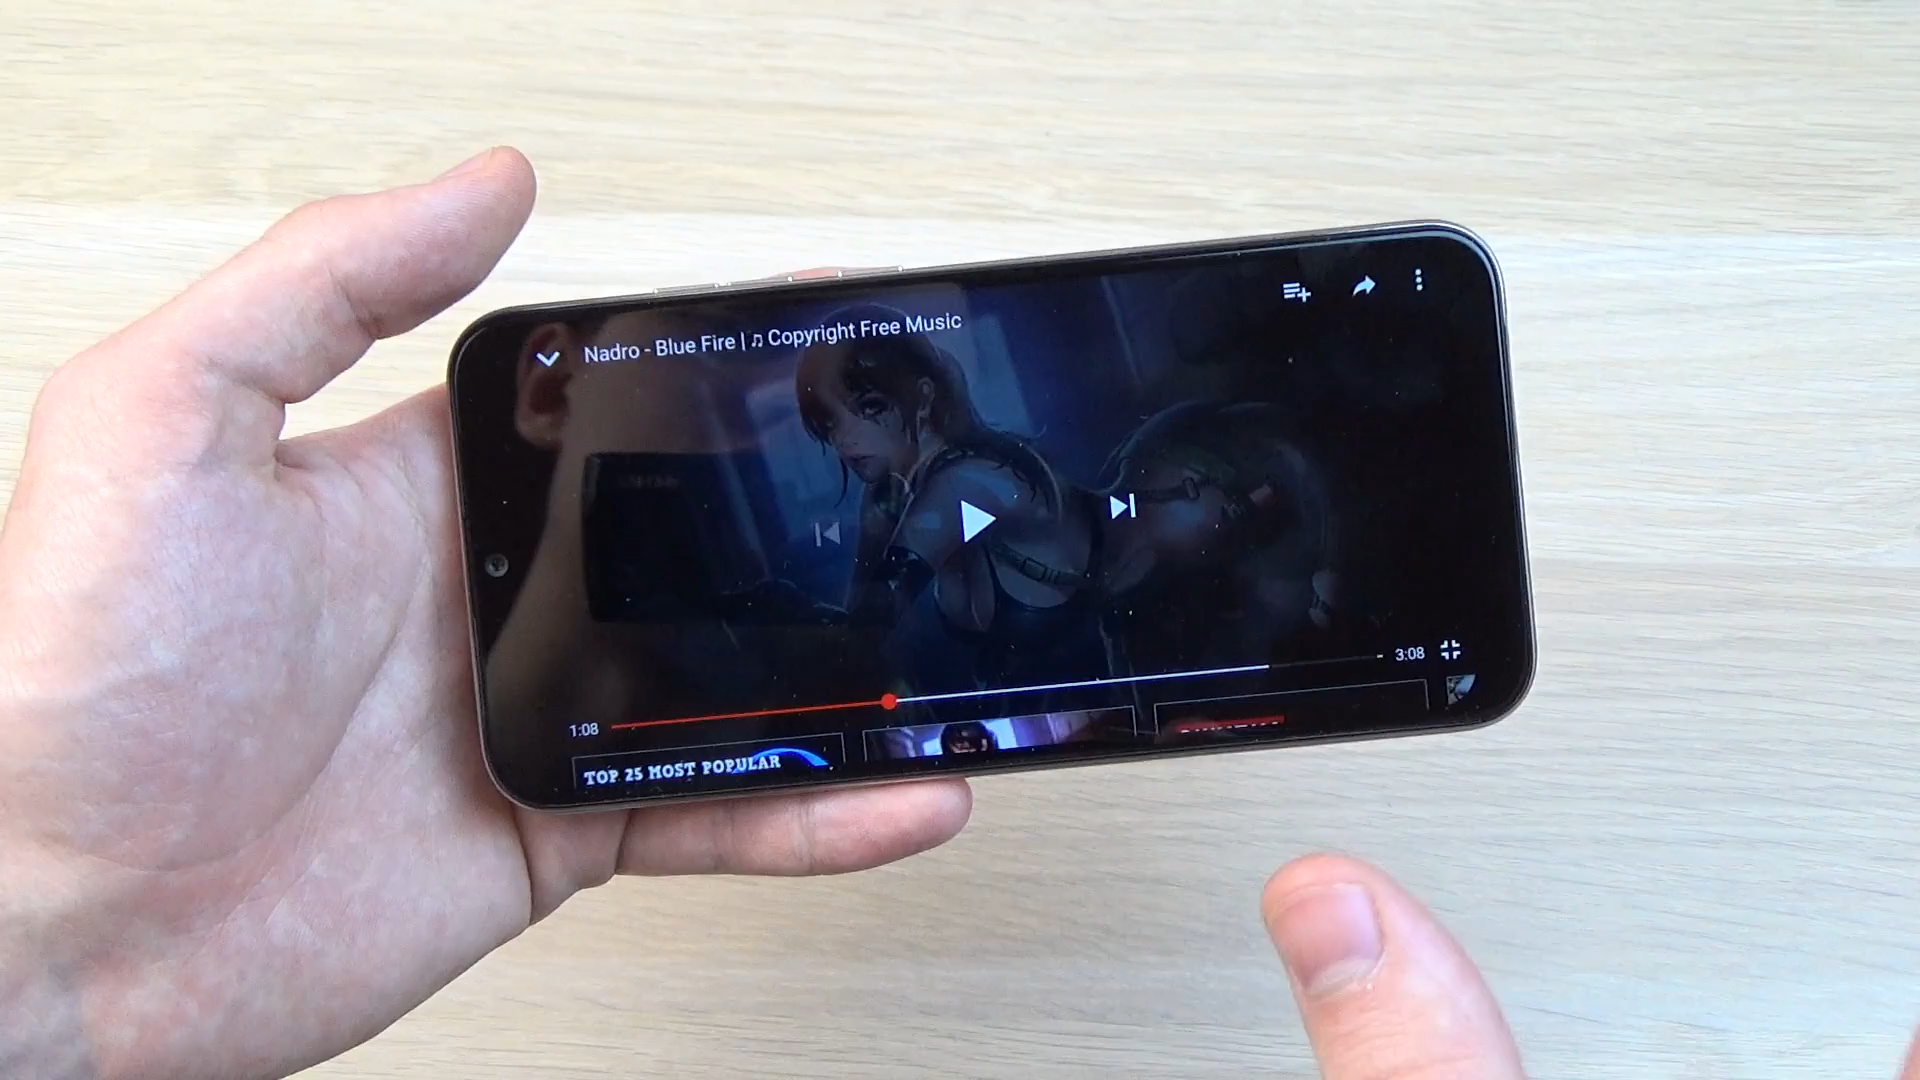 Nadro - Blue Fire | ♫ Copyright Free Music
3:08
1:08
TOP 25 MOST POPULAR